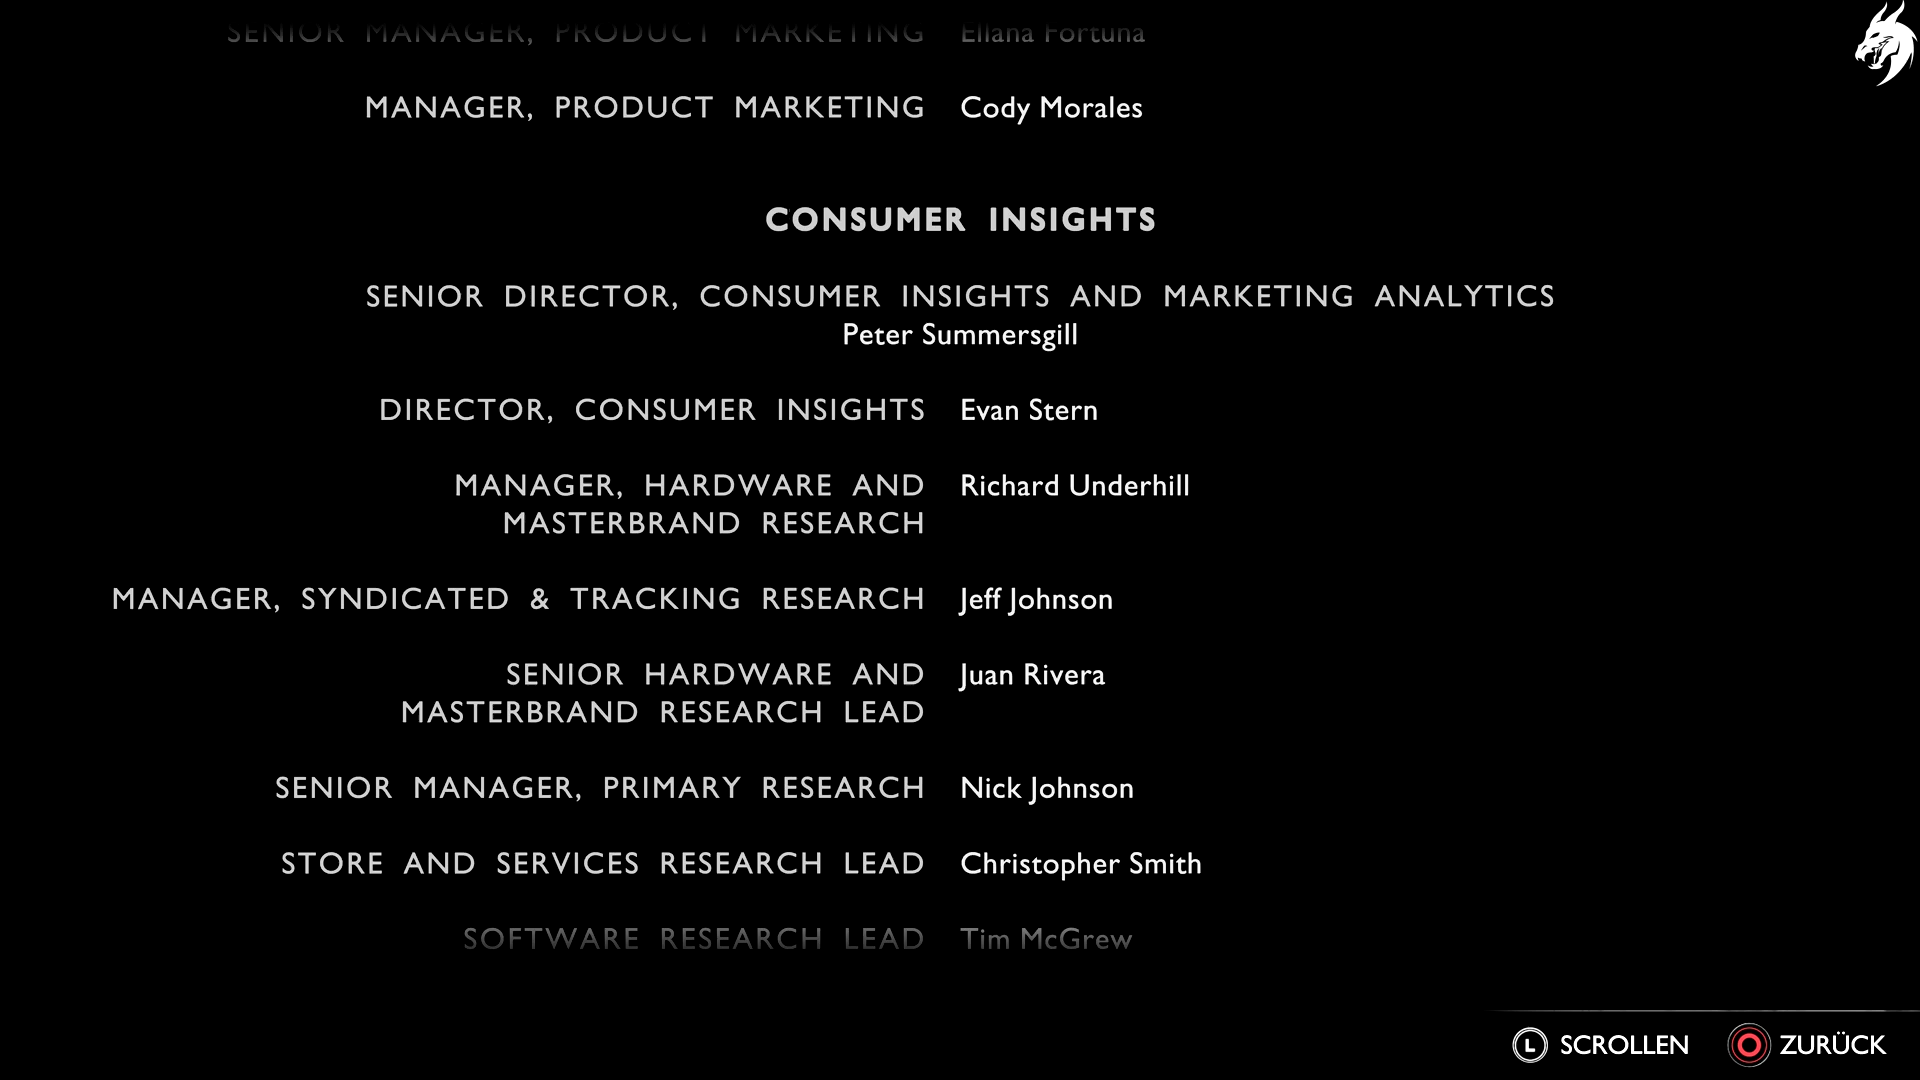 SENIOR MANAGER, PRODUCT MARKETING Ellana Fortuna
MANAGER, PRODUCT MARKETING Cody Morales
CONSUMER INSIGHTS
SENIOR DIRECTOR, CONSUMER INSIGHTS AND MARKETING ANALYTICS
Peter Summersgill
DIRECTOR, CONSUMER INSIGHTS Evan Stern
MANAGER, HARDWARE AND Richard Underhill
MASTERBRAND RESEARCH
MANAGER, SYNDICATED & TRACKING RESEARCH Jeff Johnson
SENIOR HARDWARE AND Juan Rivera
MASTERBRAND RESEARCH LEAD
SENIOR MANAGER, PRIMARY RESEARCH Nick Johnson
STORE AND SERVICES RESEARCH LEAD Christopher Smith
SOFTWARE RESEARCH LEAD Tim McGrew
L SCROLLEN ZURÜCK